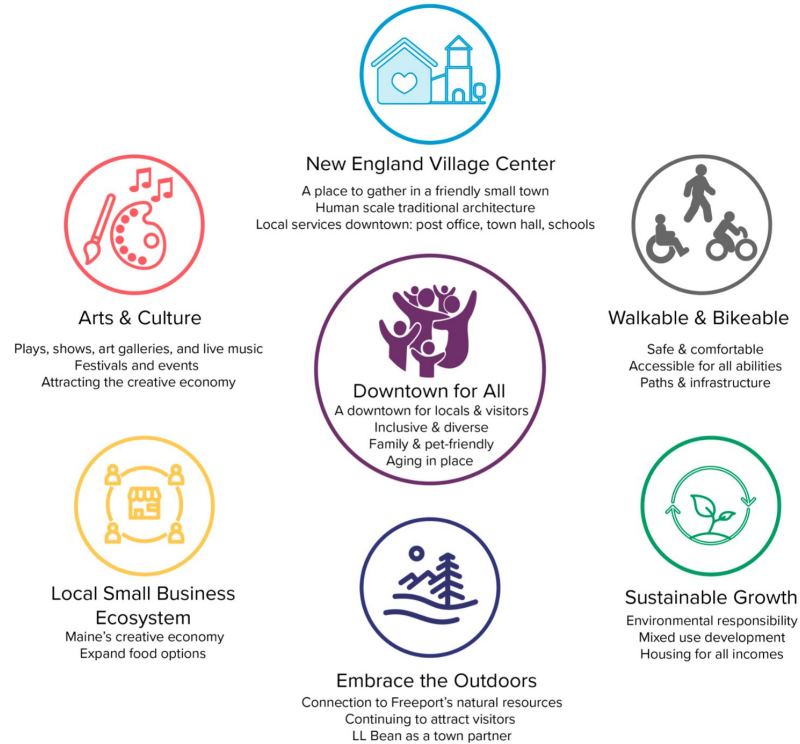 New England Village Center
A place to gather in a friendly small town
Human scale traditional architecture
Local services downtown: post office, town hall, schools
Arts & Culture
Plays, shows, art galleries, and live music
Festivals and events
Attracting the creative economy
Walkable & Bikeable
Safe & comfortable
Accessible for all abilities
Paths & infrastructure
Downtown for All
A downtown for locals & visitors
Inclusive & diverse
Family & pet-friendly
Aging in place
Local Small Business
Ecosystem
Maine's creative economy
Expand food options
Sustainable Growth
Environmental responsibility
Mixed use development
Housing for all incomes
Embrace the Outdoors
Connection to Freeport's natural resources
Continuing to attract visitors
LL Bean as a town partner